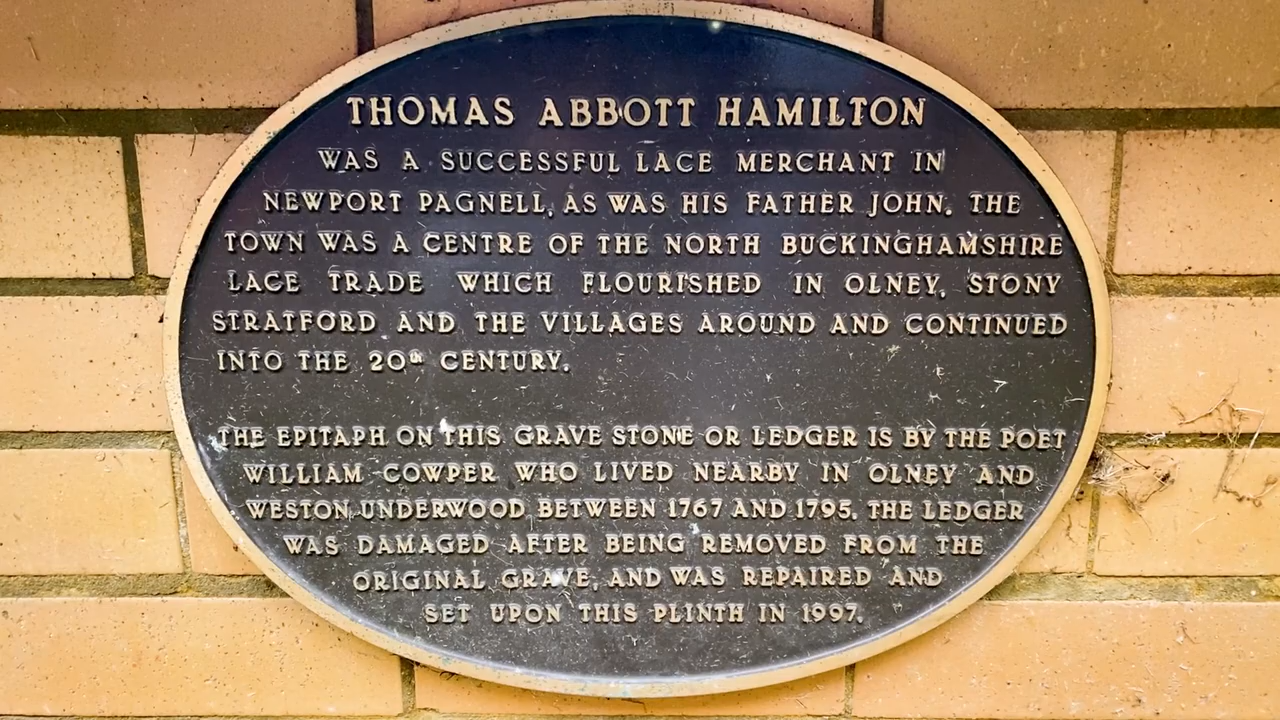 THOMAS ABBOTT HAMILTON
WAS A SUCCESSFUL LACE MERCHANT IN
NEWPORT PAGNELL, AS WAS HIS FATHER JOHN. THE
TOWN WAS A CENTRE OF THE NORTH BUCKINGHAMSHIRE
LACE TRADE WHICH FLOURISHED IN OLNEY, STONY
STRATFORD AND THE VILLAGES AROUND AND CONTINUED
INTO THE 20th CENTURY.
THE EPITAPH ON THIS GRAVE STONE OR LEDGER IS BY THE POET
WILLIAM COWPER WHO LIVED NEARBY IN OLNEY AND
WESTON UNDERWOOD BETWEEN 1767 AND 1795. THE LEDGER
WAS DAMAGED AFTER BEING REMOVED FROM THE
ORIGINAL GRAVE, AND WAS REPAIRED AND
SET UPON THIS PLINTH IN 1997.